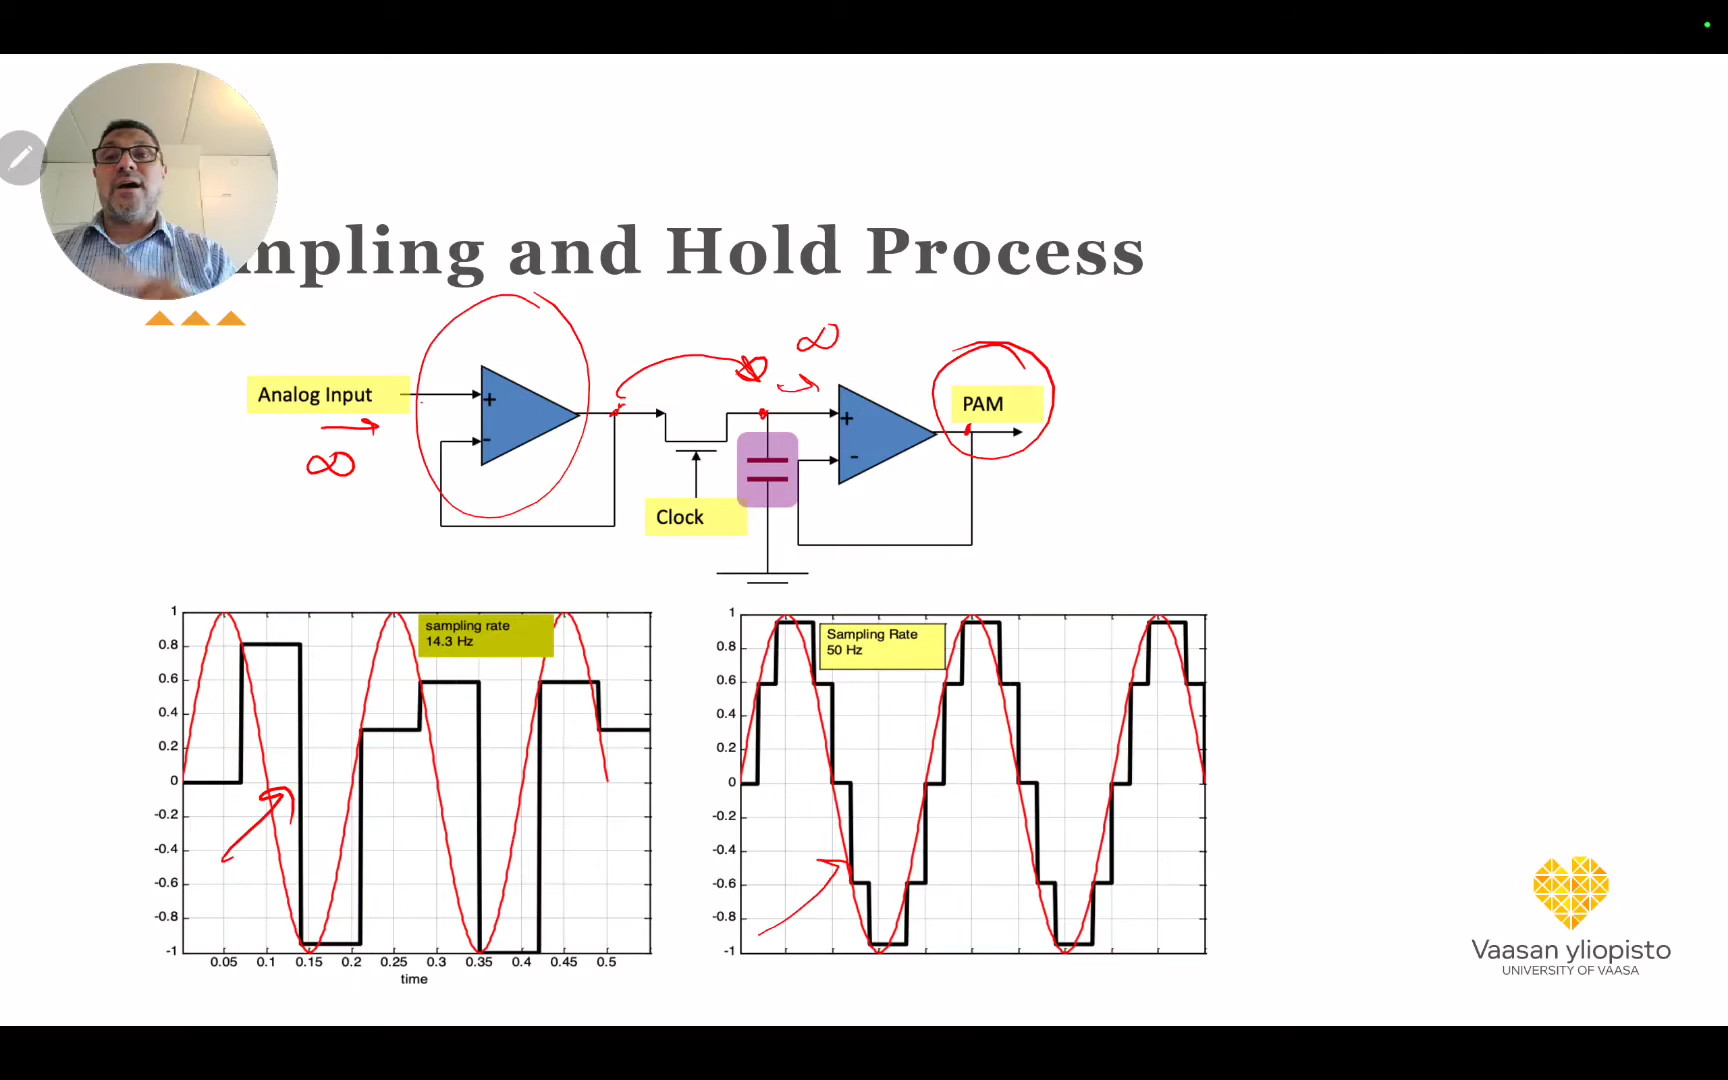 mpling and Hold Process
∞
Analog Input
+
-
∞
Clock
+
-
PAM
sampling rate
14.3 Hz
1
0.8
0.6
0.4
0.2
0
-0.2
-0.4
-0.6
-0.8
-1
0.05 0.1 0.15 0.2 0.25 0.3 0.35 0.4 0.45 0.5
time
Sampling Rate
50 Hz
1
0.8
0.6
0.4
0.2
0
-0.2
-0.4
-0.6
-0.8
-1
Vaasan yliopisto
UNIVERSITY OF VAASA